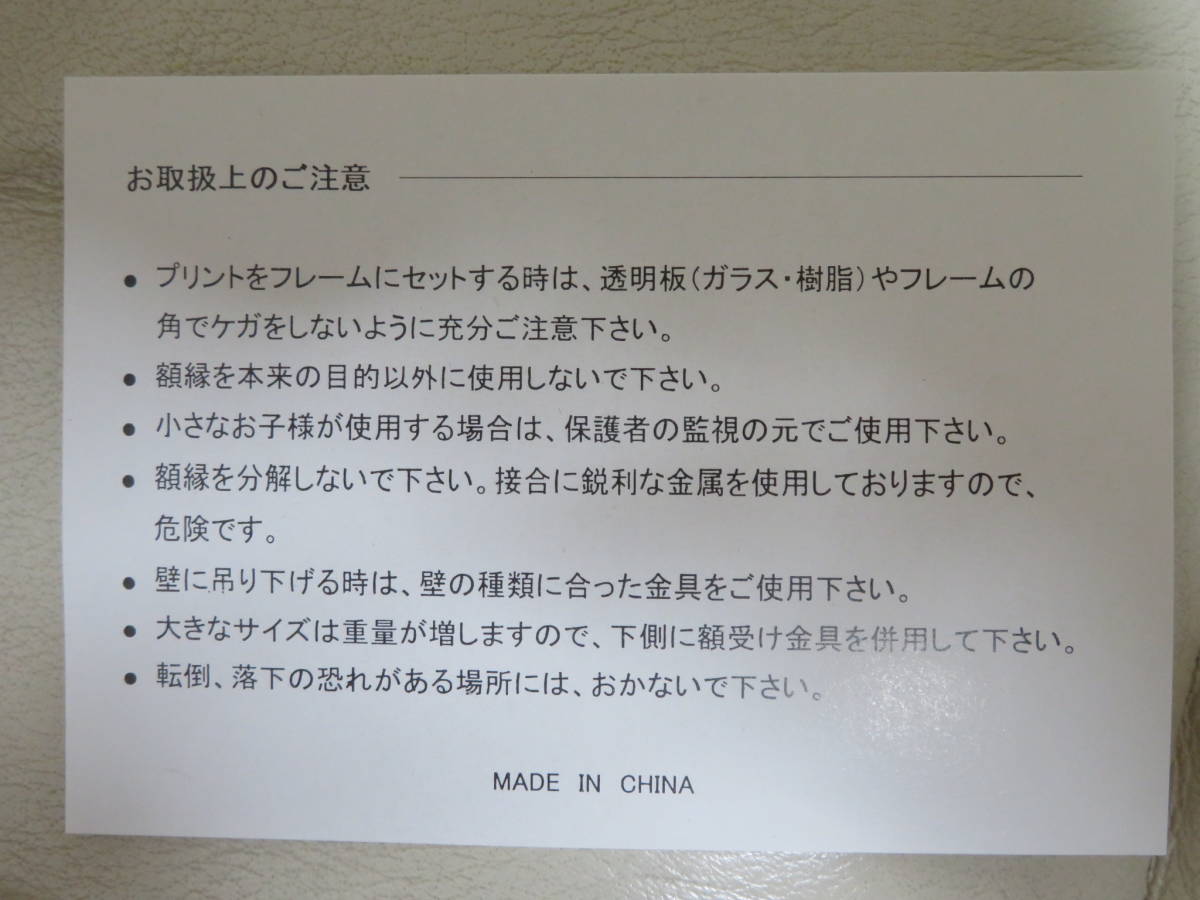 お取扱上のご注意
● プリントをフレームにセットする時は、透明板(ガラス・樹脂)やフレームの
角でケガをしないように充分ご注意下さい。
● 額縁を本来の目的以外に使用しないで下さい。
● 小さなお子様が使用する場合は、保護者の監視の元でご使用下さい。
● 額縁を分解しないで下さい。接合に鋭利な金属を使用しておりますので、
危険です。
● 壁に吊り下げる時は、壁の種類に合った金具をご使用下さい。
● 大きなサイズは重量が増しますので、下側に額受け金具を併用して下さい。
● 転倒、落下の恐れがある場所には、おかないで下さい。
MADE IN CHINA